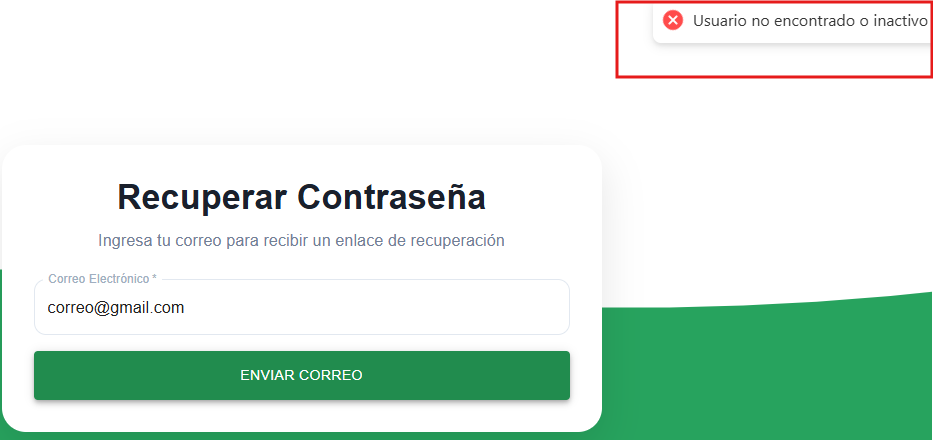 Usuario no encontrado o inactivo
Recuperar Contraseña
Ingresa tu correo para recibir un enlace de recuperación
Correo Electrónico *
correo@gmail.com
ENVIAR CORREO